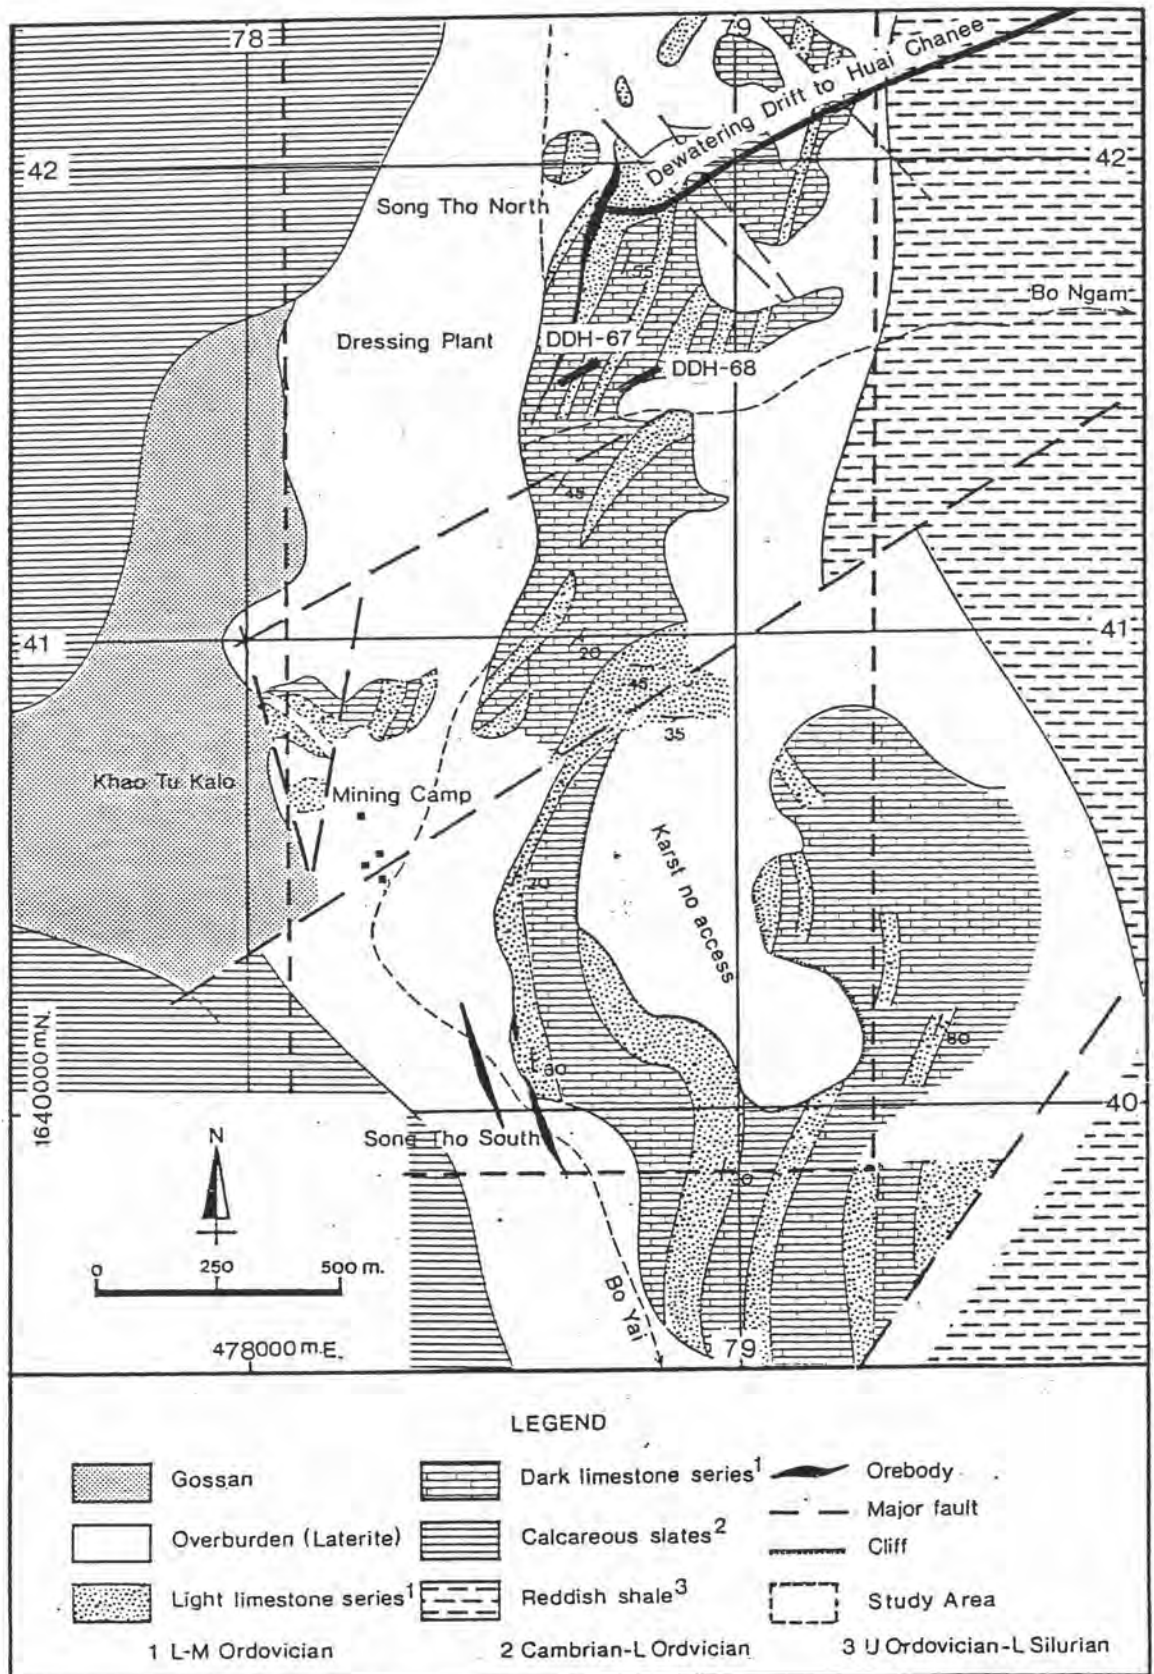 78
79
Dewatering Drift to Huai Chanee
42
42
Song Tho North
55
Bo Ngam
Dressing Plant
DDH-67
DDH-68
45
41
41
20
45
35
Khao Tu Kalo
Mining Camp
Karst no access
20
80
30
1640000 mN.
40
N
Song Tho South
0 250 500 m.
Bo Yai
478000 m.E.
79
LEGEND
Gossan
Dark limestone series1
Orebody
Major fault
Overburden (Laterite)
Calcareous slates2
Cliff
Light limestone series1
Reddish shale3
Study Area
1 L-M Ordovician
2 Cambrian-L Ordvician
3 U Ordovician-L Silurian